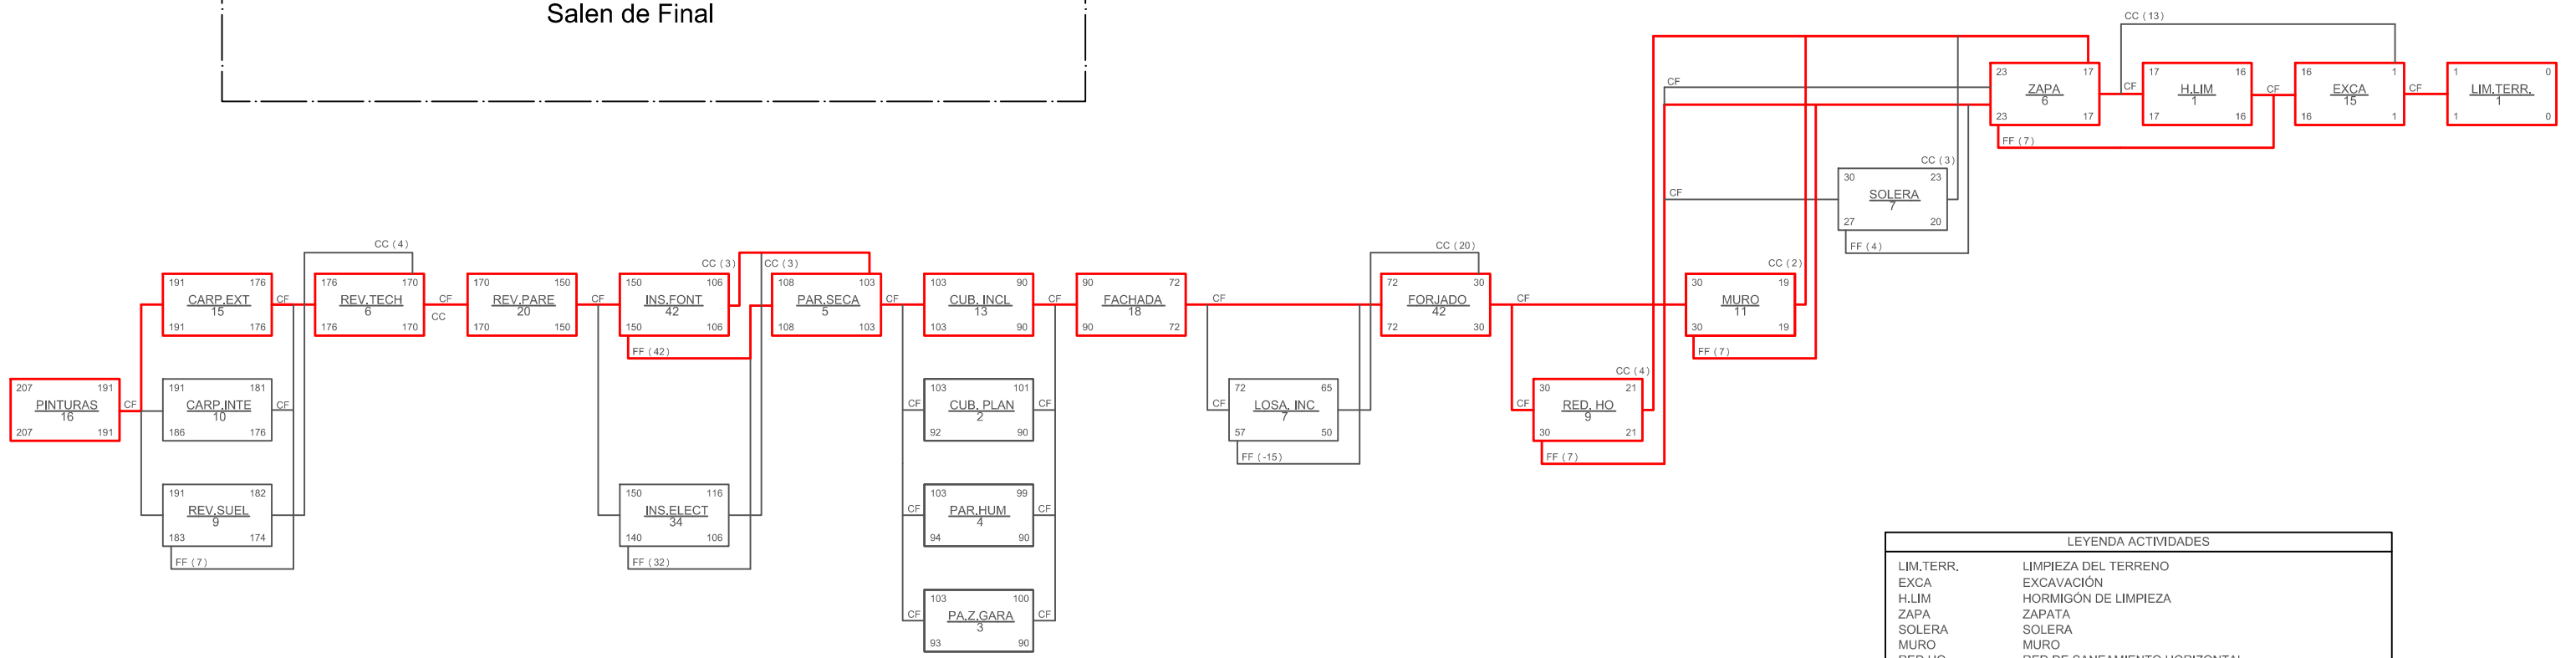 Salen de Final
CC ( 13 )
23 17
ZAPA
6
23 17
CF
FF ( 7 )
17 16
H.LIM
1
17 16
CF
16 1
EXCA
15
16 1
CF
1 0
LIM.TERR.
1
1 0
CF
CF
CC ( 3 )
30 23
SOLERA
7
27 20
FF ( 4 )
207 191
PINTURAS
16
207 191
CF
191 176
CARP.EXT
15
191 176
CF
191 181
CARP.INTE
10
186 176
CF
191 182
REV.SUEL
9
183 174
FF ( 7 )
CC ( 4 )
176 170
REV.TECH
6
176 170
CF
CC
170 150
REV.PARE
20
170 150
CF
CC ( 3 )
150 106
INS.FONT
42
150 106
FF ( 42 )
150 116
INS.ELECT
34
140 106
FF ( 32 )
CC ( 3 )
108 103
PAR.SECA
5
108 103
CF
103 90
CUB. INCL
13
103 90
CF
CF
103 101
CUB. PLAN
2
92 90
CF
CF
103 99
PAR.HUM
4
94 90
CF
CF
103 100
PA.Z.GARA
3
93 90
CF
90 72
FACHADA
18
90 72
CF
CF
72 65
LOSA. INC
7
57 50
FF ( -15 )
CC ( 20 )
72 30
FORJADO
42
72 30
CF
CF
CC ( 4 )
30 21
RED. HO
9
30 21
FF ( 7 )
CC ( 2 )
30 19
MURO
11
30 19
FF ( 7 )
LEYENDA ACTIVIDADES
LIM.TERR. LIMPIEZA DEL TERRENO
EXCA EXCAVACIÓN
H.LIM HORMIGÓN DE LIMPIEZA
ZAPA ZAPATA
SOLERA SOLERA
MURO MURO
RED.HO RED DE SANEAMIENTO HORIZONTAL